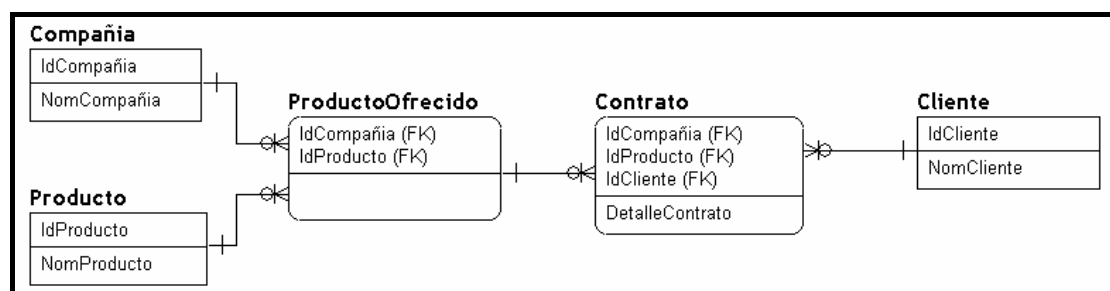 Compañia
IdCompañia
NomCompañia
Producto
IdProducto
NomProducto
ProductoOfrecido
IdCompañia (FK)
IdProducto (FK)
Contrato
IdCompañia (FK)
IdProducto (FK)
IdCliente (FK)
DetalleContrato
Cliente
IdCliente
NomCliente